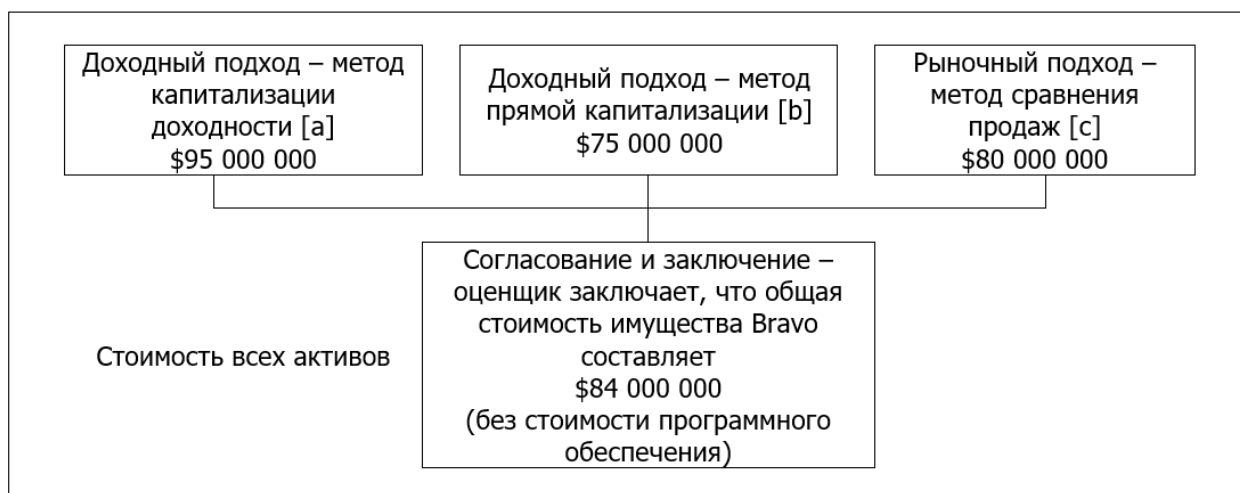 Доходный подход – метод
капитализации
доходности [a]
$95 000 000
Доходный подход – метод
прямой капитализации [b]
$75 000 000
Рыночный подход –
метод сравнения
продаж [c]
$80 000 000
Стоимость всех активов
Согласование и заключение –
оценщик заключает, что общая
стоимость имущества Bravo
составляет
$84 000 000
(без стоимости программного
обеспечения)